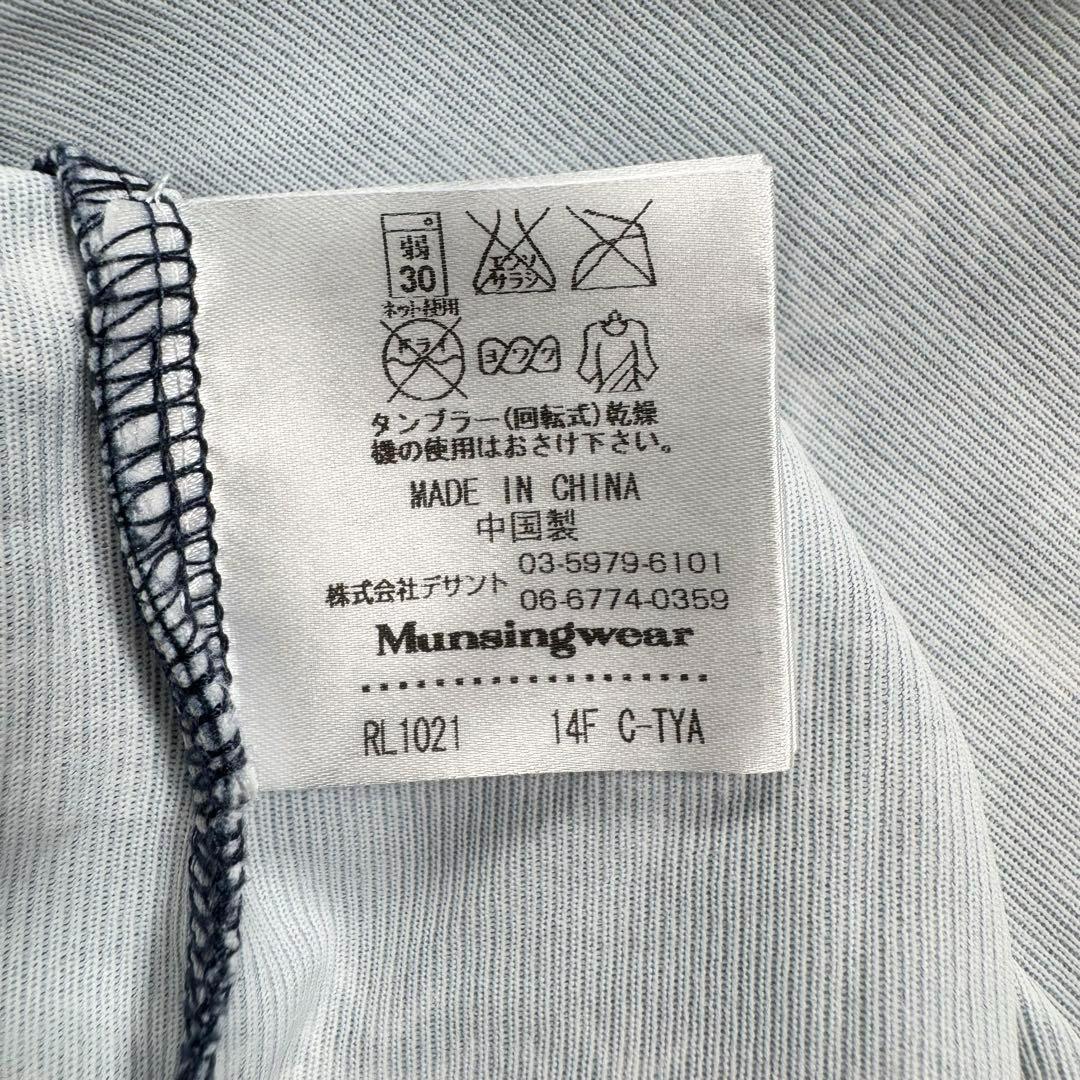 弱
30
ネット使用
エンソ
サラシ
ドライ
ヨワク
タンブラー(回転式)乾燥
機の使用はおさけ下さい。
MADE IN CHINA
中国製
株式会社デサント
03-5979-6101
06-6774-0359
Munsingwear
RL1021 14F C-TYA